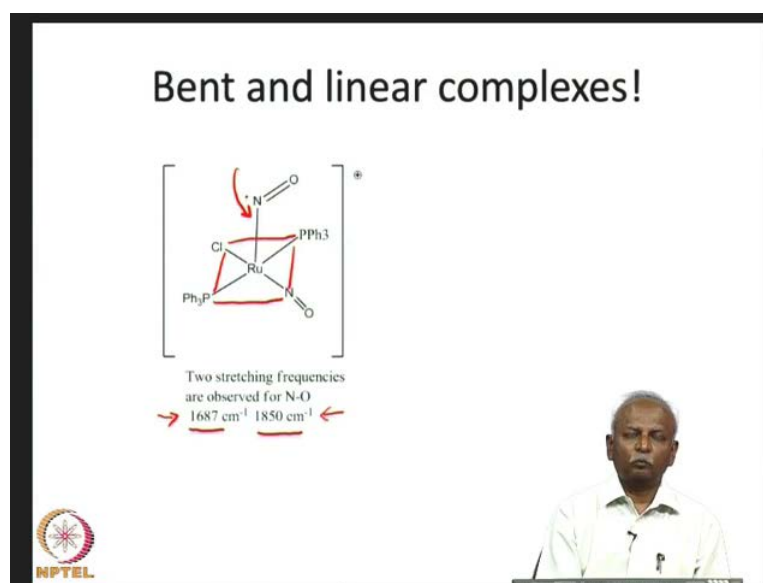 Bent and linear complexes!
⊕
N
O
Cl
PPh3
Ru
Ph3P
N
O
Two stretching frequencies
are observed for N-O
1687 cm-1 1850 cm-1
NPTEL